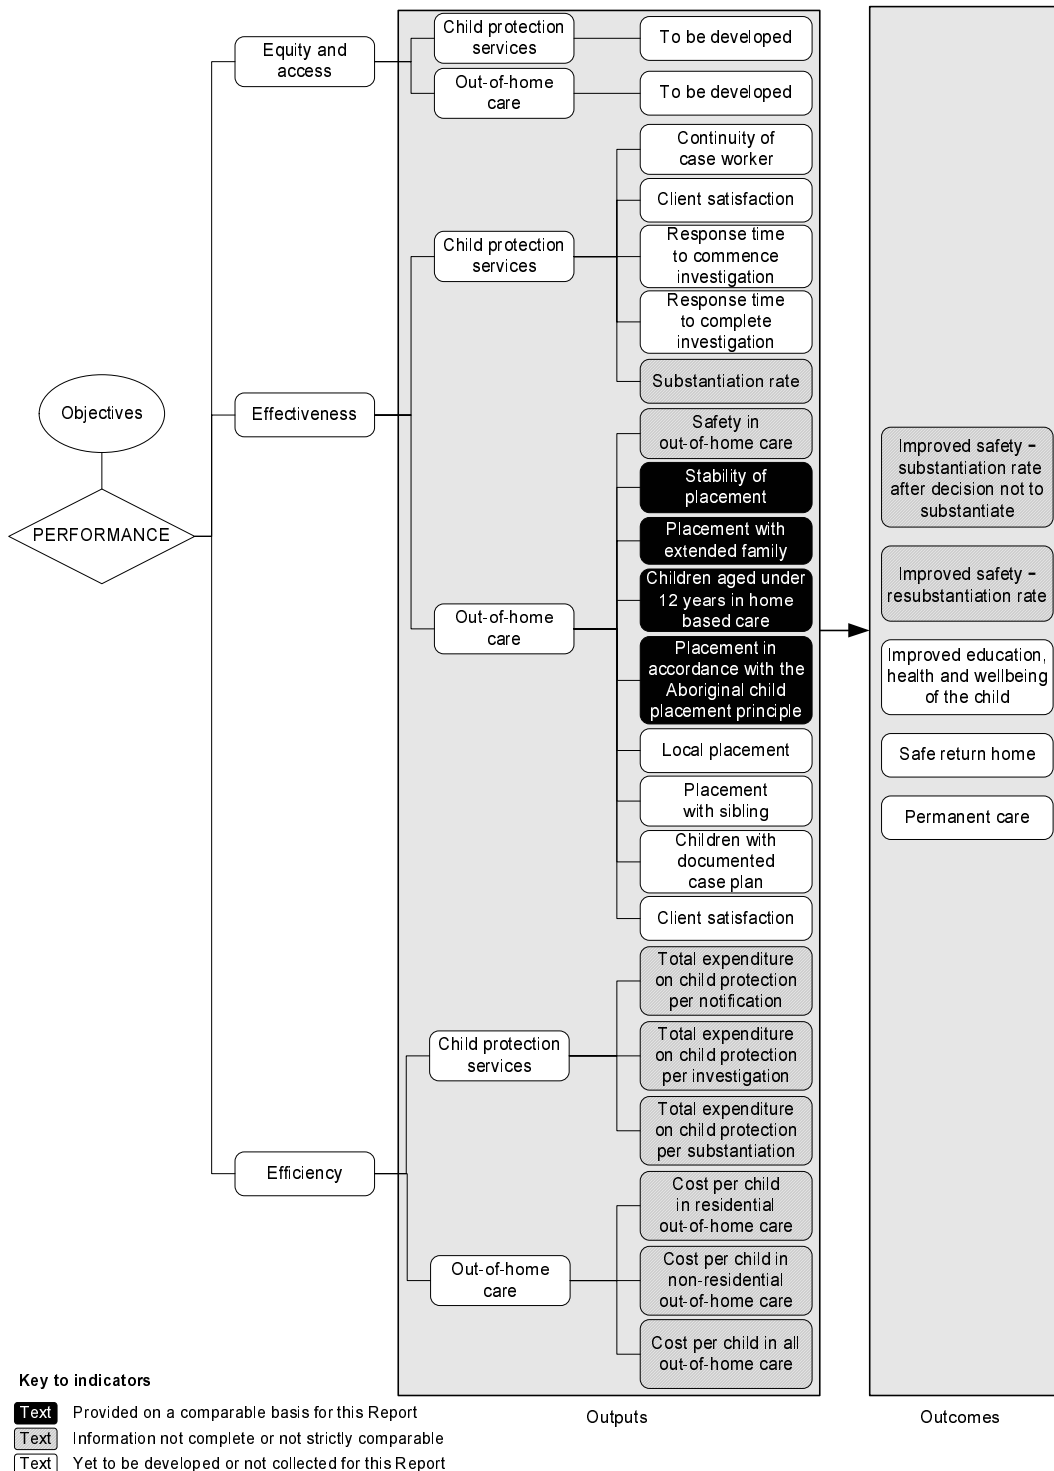 Equity and
access
Child protection
services
To be developed
Out-of-home
care
To be developed
Objectives
PERFORMANCE
Effectiveness
Child protection
services
Continuity of
case worker
Client satisfaction
Response time
to commence
investigation
Response time
to complete
investigation
Substantiation rate
Out-of-home
care
Safety in
out-of-home care
Stability of
placement
Placement with
extended family
Children aged under
12 years in home
based care
Placement in
accordance with the
Aboriginal child
placement principle
Local placement
Placement
with sibling
Children with
documented
case plan
Client satisfaction
Efficiency
Child protection
services
Total expenditure
on child protection
per notification
Total expenditure
on child protection
per investigation
Total expenditure
on child protection
per substantiation
Out-of-home
care
Cost per child
in residential
out-of-home care
Cost per child in
non-residential
out-of-home care
Cost per child in all
out-of-home care
Outputs
Improved safety –
substantiation rate
after decision not to
substantiate
Improved safety –
resubstantiation rate
Improved education,
health and wellbeing
of the child
Safe return home
Permanent care
Outcomes
Key to indicators
Text Provided on a comparable basis for this Report
Text Information not complete or not strictly comparable
Text Yet to be developed or not collected for this Report